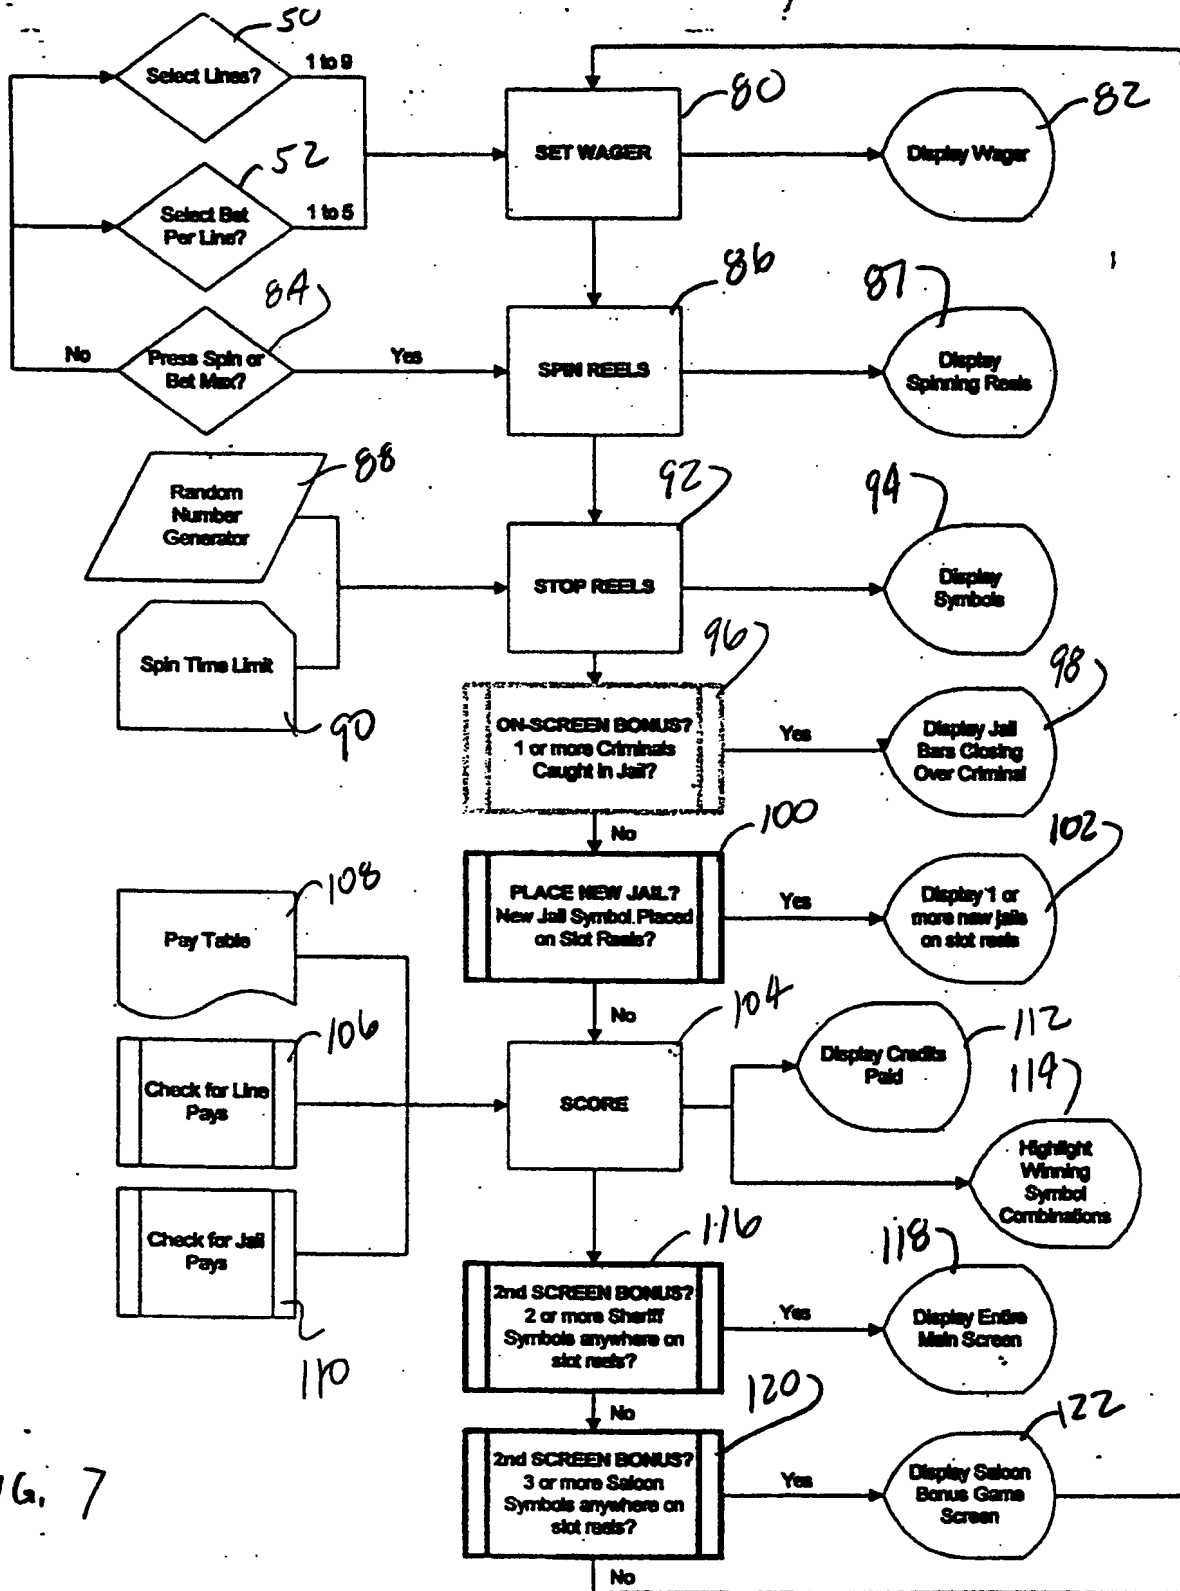 50
Select Lines?
1 to 9
80
82
SET WAGER
Display Wager
52
Select Bet
Per Line?
1 to 5
84
Press Spin or
Bet Max?
No
Yes
86
SPIN REELS
87
Display
Spinning Reels
88
Random
Number
Generator
92
STOP REELS
94
Display
Symbols
Spin Time Limit
90
96
ON-SCREEN BONUS?
1 or more Criminals
Caught in Jail?
Yes
98
Display Jail
Bars Closing
Over Criminal
No
100
PLACE NEW JAIL?
New Jail Symbol Placed
on Slot Reels?
Yes
102
Display 1 or
more new jails
on slot reels
No
108
Pay Table
106
Check for Line
Pays
104
SCORE
112
Display Credits
Paid
114
Highlight
Winning
Symbol
Combinations
Check for Jail
Pays
110
116
2nd SCREEN BONUS?
2 or more Sheriff
Symbols anywhere on
slot reels?
Yes
118
Display Entire
Main Screen
No
120
2nd SCREEN BONUS?
3 or more Saloon
Symbols anywhere on
slot reels?
Yes
122
Display Saloon
Bonus Game
Screen
No
IG. 7